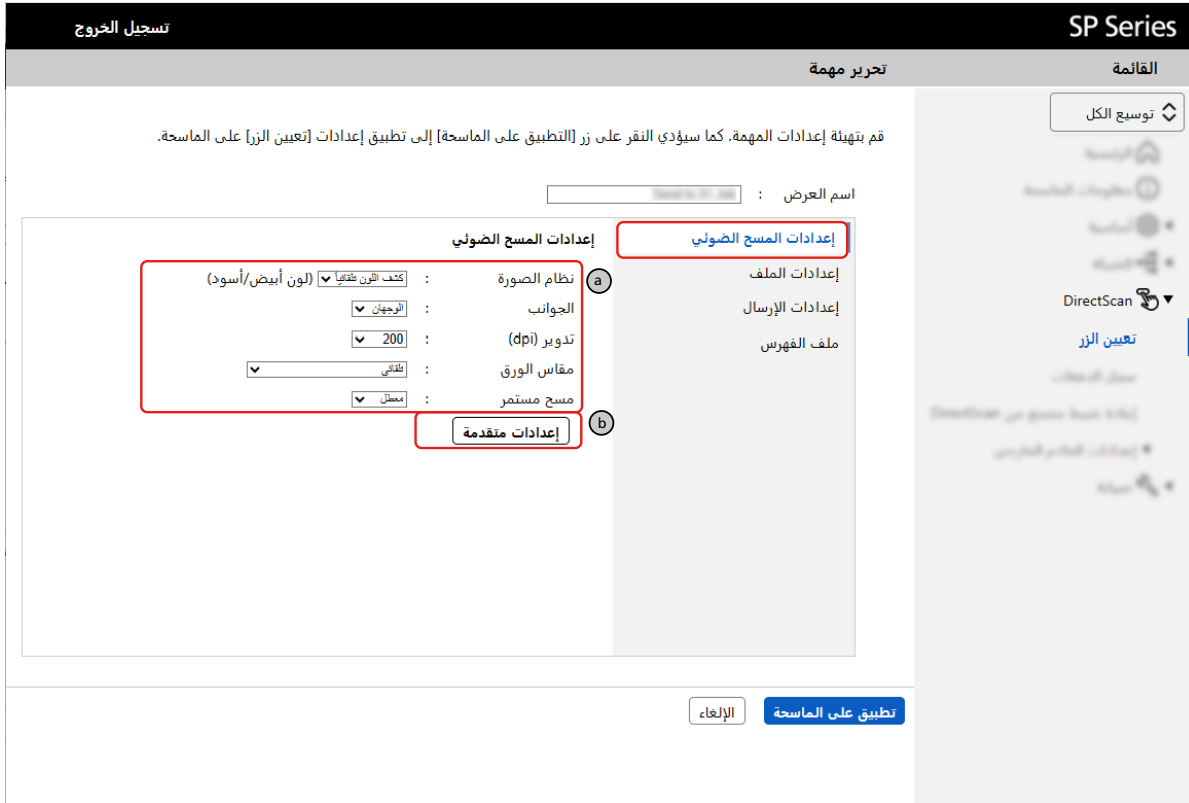 SP Series
تسجيل الخروج
القائمة
تحرير مهمة
توسيع الكل
DirectScan
تعيين الزر
قم بتهيئة إعدادات المهمة. كما سيؤدي النقر على زر [التطبيق على الماسحة] إلى تطبيق إعدادات [تعيين الزر] على الماسحة.
اسم العرض :
إعدادات المسح الضوئي
إعدادات الملف
إعدادات الإرسال
ملف الفهرس
إعدادات المسح الضوئي
a
نظام الصورة : كشف اللون تلقائياً (لون أبيض/أسود)
الجوانب : الوجهان
تدوير (dpi) : 200
مقاس الورق : تلقائي
مسح مستمر : معطل
b
إعدادات متقدمة
تطبيق على الماسحة
الإلغاء